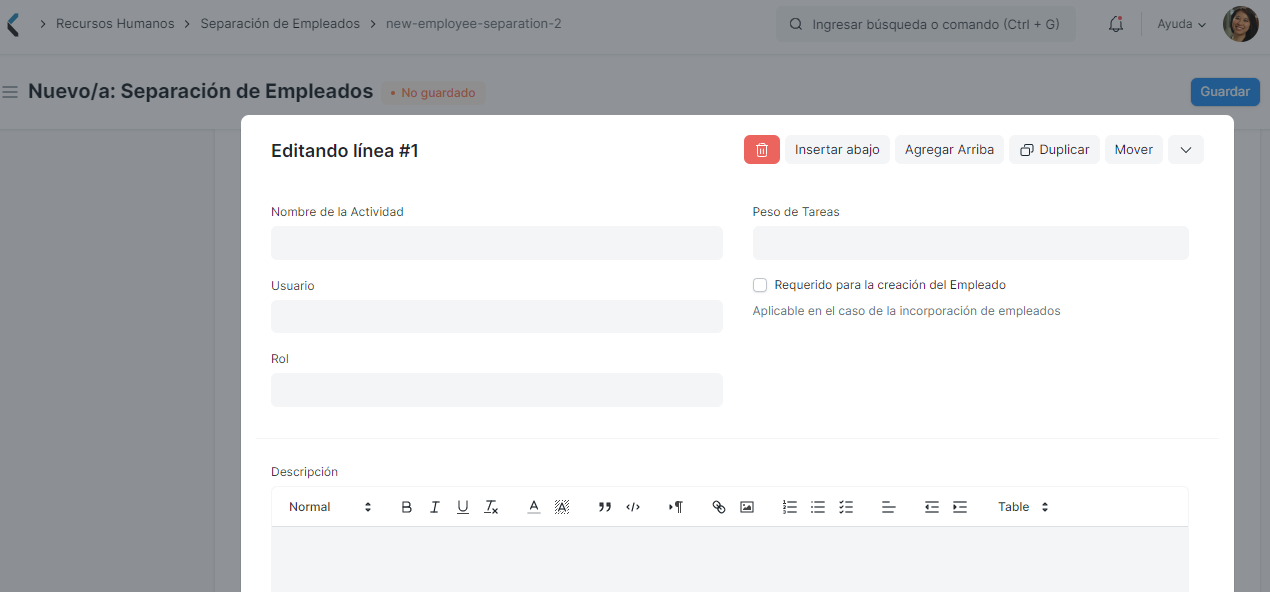 Recursos Humanos > Separación de Empleados > new-employee-separation-2
Ingresar búsqueda o comando (Ctrl + G)
Ayuda
Nuevo/a: Separación de Empleados
• No guardado
Guardar
Editando línea #1
Insertar abajo
Agregar Arriba
Duplicar
Mover
Nombre de la Actividad
Peso de Tareas
Usuario
Requerido para la creación del Empleado
Aplicable en el caso de la incorporación de empleados
Rol
Descripción
Normal
Table